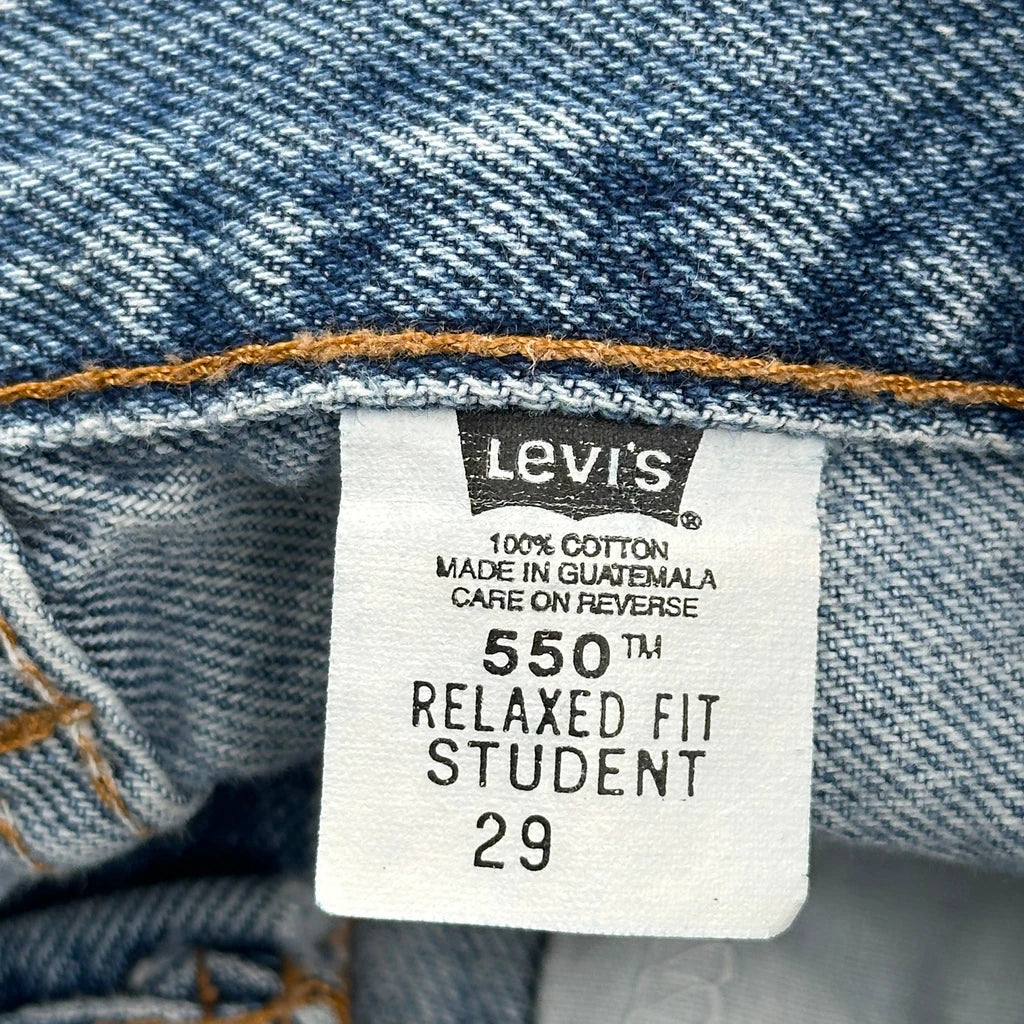 Levi's®
100% COTTON
MADE IN GUATEMALA
CARE ON REVERSE
550™
RELAXED FIT
STUDENT
29